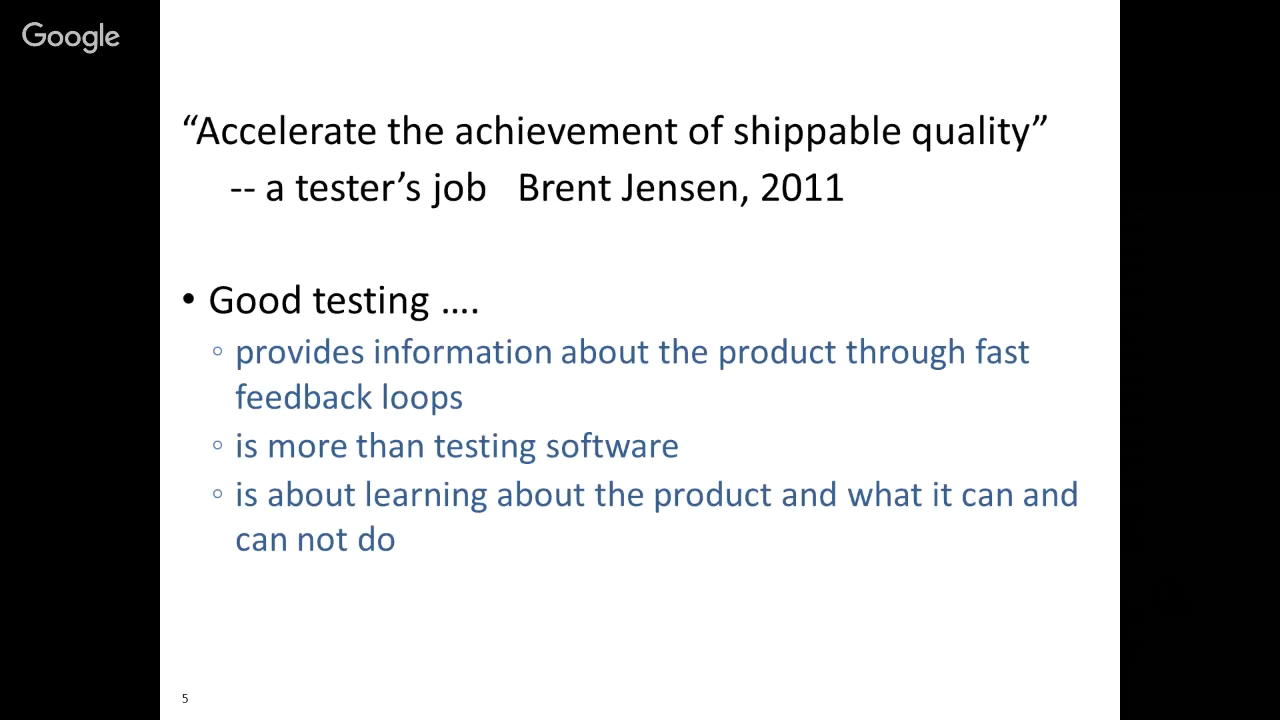 Google
“Accelerate the achievement of shippable quality”
-- a tester’s job   Brent Jensen, 2011
• Good testing ….
◦ provides information about the product through fast
feedback loops
◦ is more than testing software
◦ is about learning about the product and what it can and
can not do
5